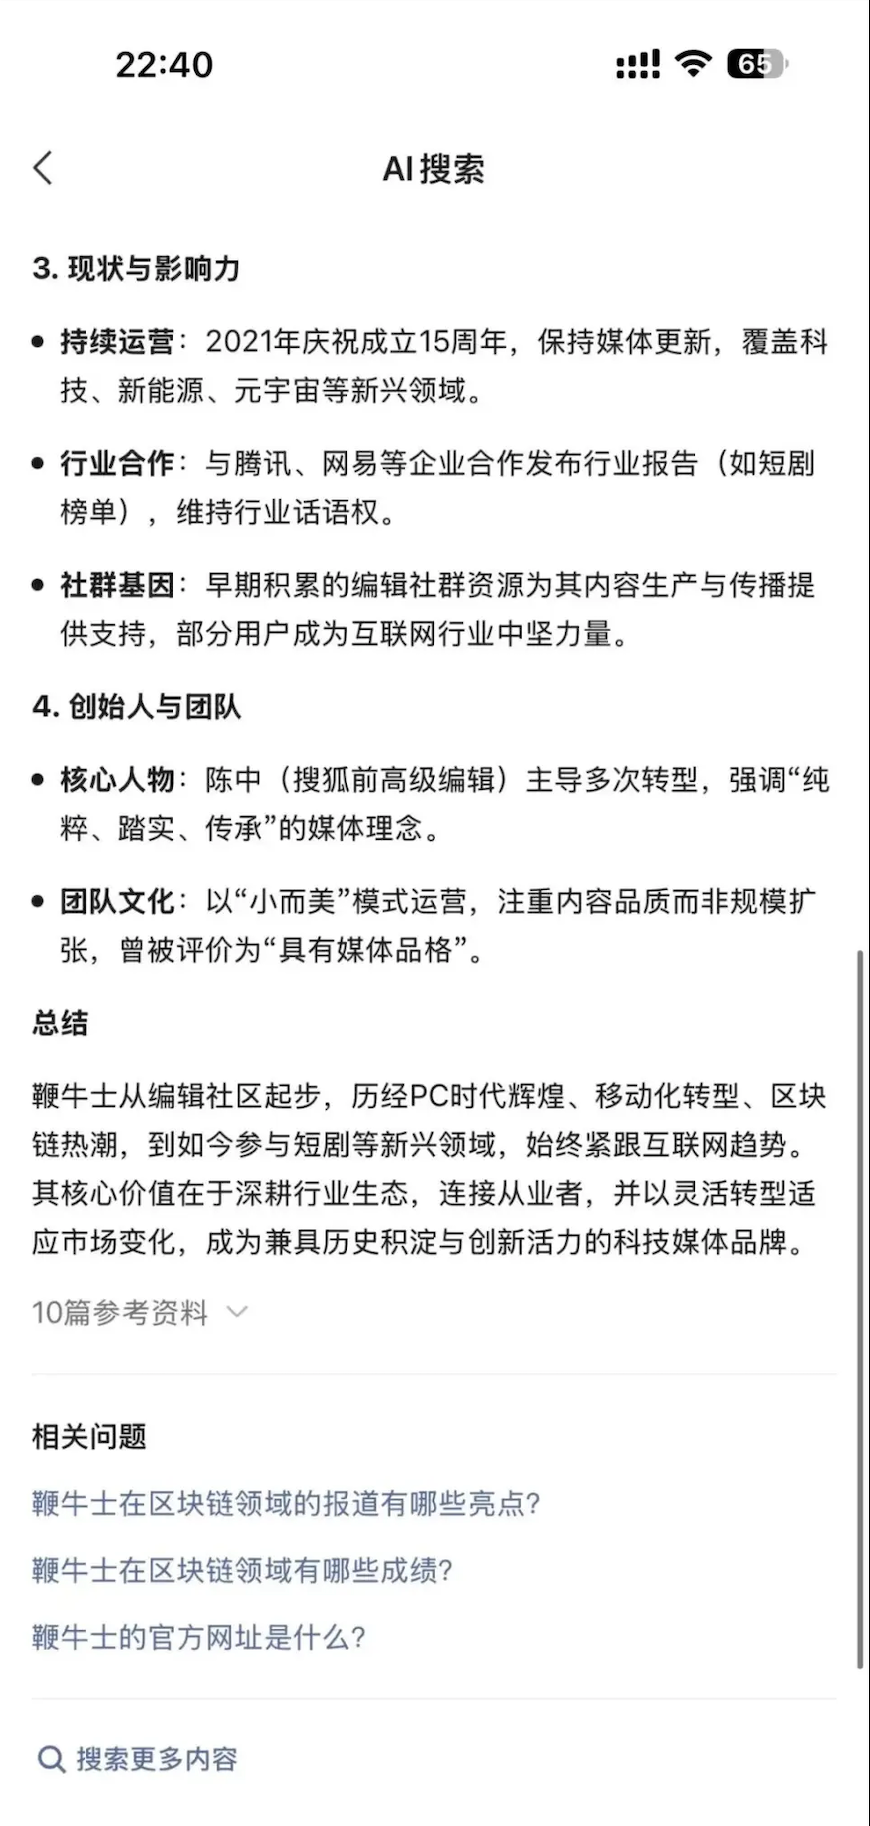 22:40
65
AI搜索
3. 现状与影响力
持续运营：2021年庆祝成立15周年，保持媒体更新，覆盖科
技、新能源、元宇宙等新兴领域。
行业合作：与腾讯、网易等企业合作发布行业报告（如短剧
榜单），维持行业话语权。
社群基因：早期积累的编辑社群资源为其内容生产与传播提
供支持，部分用户成为互联网行业中坚力量。
4. 创始人与团队
核心人物：陈中（搜狐前高级编辑）主导多次转型，强调“纯
粹、踏实、传承”的媒体理念。
团队文化：以“小而美”模式运营，注重内容品质而非规模扩
张，曾被评价为“具有媒体品格”。
总结
鞭牛士从编辑社区起步，历经PC时代辉煌、移动化转型、区块
链热潮，到如今参与短剧等新兴领域，始终紧跟互联网趋势。
其核心价值在于深耕行业生态，连接从业者，并以灵活转型适
应市场变化，成为兼具历史积淀与创新活力的科技媒体品牌。
10篇参考资料
相关问题
鞭牛士在区块链领域的报道有哪些亮点?
鞭牛士在区块链领域有哪些成绩?
鞭牛士的官方网址是什么?
搜索更多内容